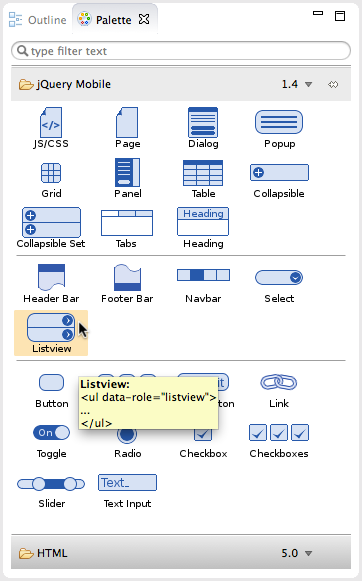 Outline Palette
type filter text
jQuery Mobile 1.4
</>
JS/CSS Page Dialog Popup
Grid Panel Table Collapsible
Heading
Collapsible Set Tabs Heading
Header Bar Footer Bar Navbar Select
Listview
Button Link
Listview:
<ul data-role="listview">
...
</ul>
On
Toggle Radio Checkbox Checkboxes
Text_
Slider Text Input
HTML 5.0